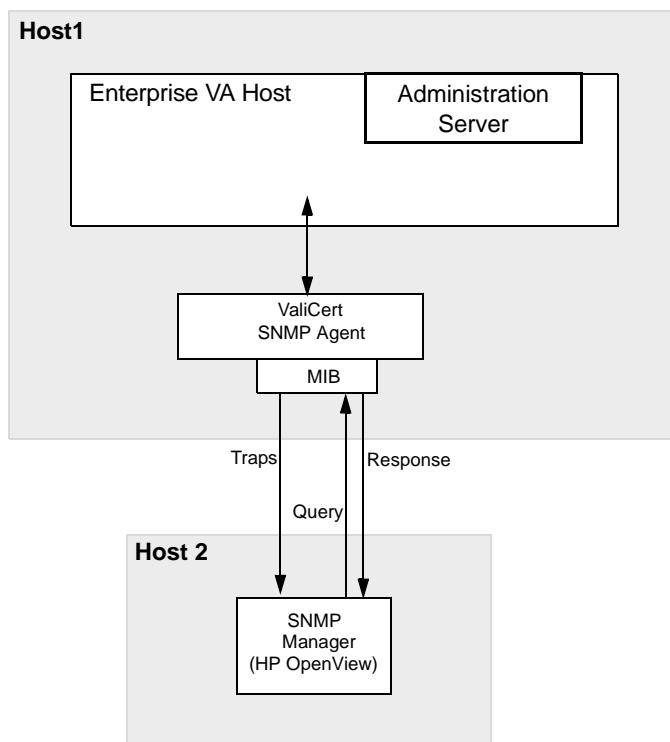 Host1
Enterprise VA Host
Administration
Server
ValiCert
SNMP Agent
MIB
Traps
Response
Query
Host 2
SNMP
Manager
(HP OpenView)